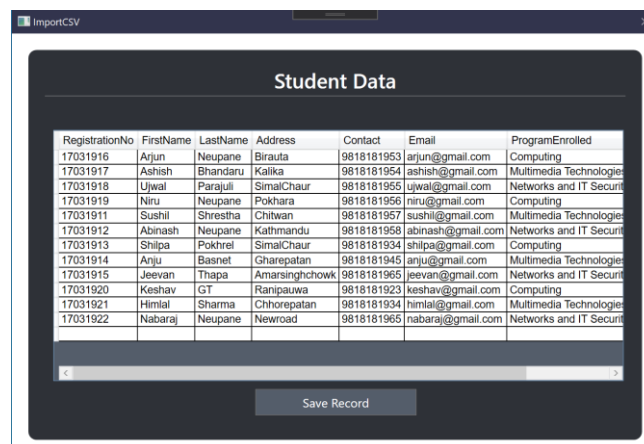 ImportCSV
Student Data
RegistrationNo FirstName LastName Address Contact Email ProgramEnrolled
17031916 Arjun Neupane Birauta 9818181953 arjun@gmail.com Computing
17031917 Ashish Bhandaru Kalika 9818181954 ashish@gmail.com Multimedia Technologies
17031918 Ujwal Parajuli SimalChaur 9818181955 ujwal@gmail.com Networks and IT Securit
17031919 Niru Neupane Pokhara 9818181956 niru@gmail.com Computing
17031911 Sushil Shrestha Chitwan 9818181957 sushil@gmail.com Multimedia Technologies
17031912 Abinash Neupane Kathmandu 9818181958 abinash@gmail.com Networks and IT Securit
17031913 Shilpa Pokhrel SimalChaur 9818181934 shilpa@gmail.com Computing
17031914 Anju Basnet Gharepatan 9818181945 anju@gmail.com Multimedia Technologies
17031915 Jeevan Thapa Amarsinghchowk 9818181965 jeevan@gmail.com Networks and IT Securit
17031920 Keshav GT Ranipauwa 9818181923 keshav@gmail.com Computing
17031921 Himlal Sharma Chhorepatan 9818181934 himlal@gmail.com Multimedia Technologies
17031922 Nabaraj Neupane Newroad 9818181965 nabaraj@gmail.com Networks and IT Securit
Save Record